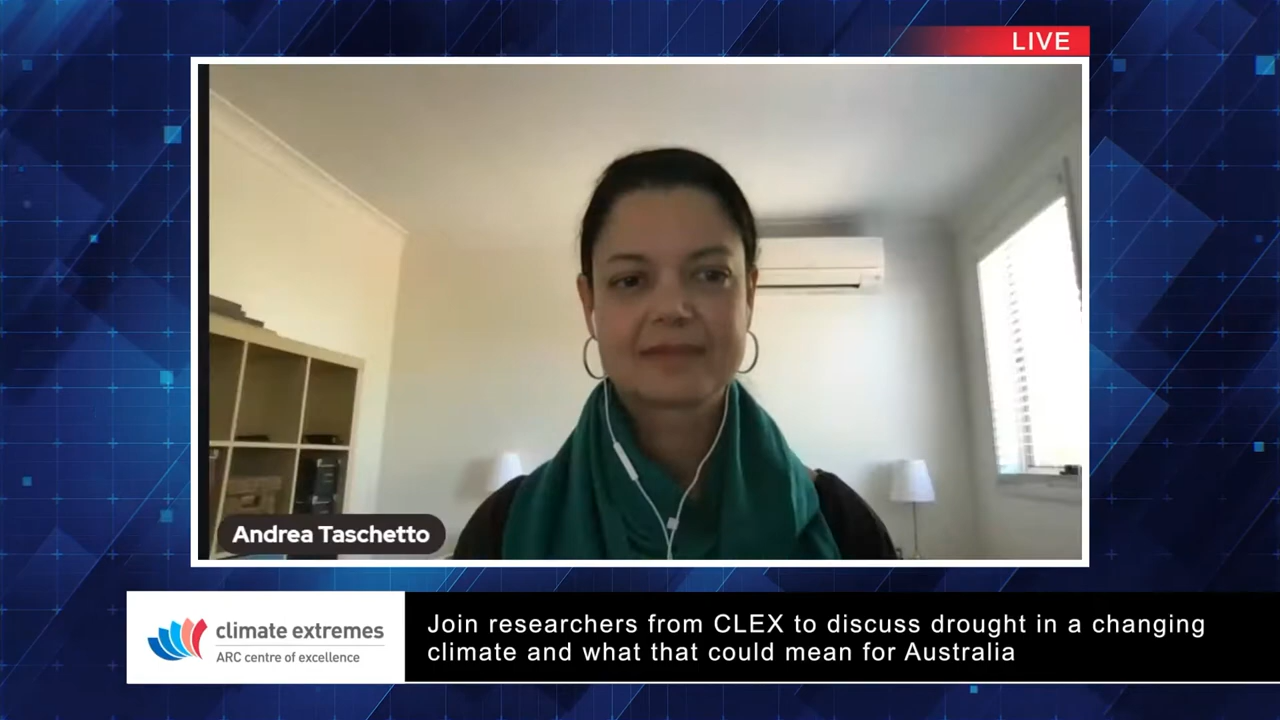 LIVE
Andrea Taschetto
climate extremes
ARC centre of excellence
Join researchers from CLEX to discuss drought in a changing
climate and what that could mean for Australia